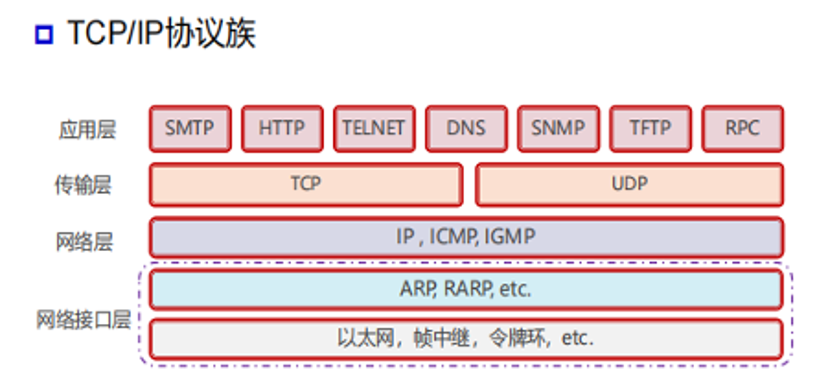 TCP/IP协议族
应用层 SMTP HTTP TELNET DNS SNMP TFTP RPC
传输层 TCP UDP
网络层 IP , ICMP, IGMP
网络接口层
ARP, RARP, etc.
以太网，帧中继，令牌环，etc.